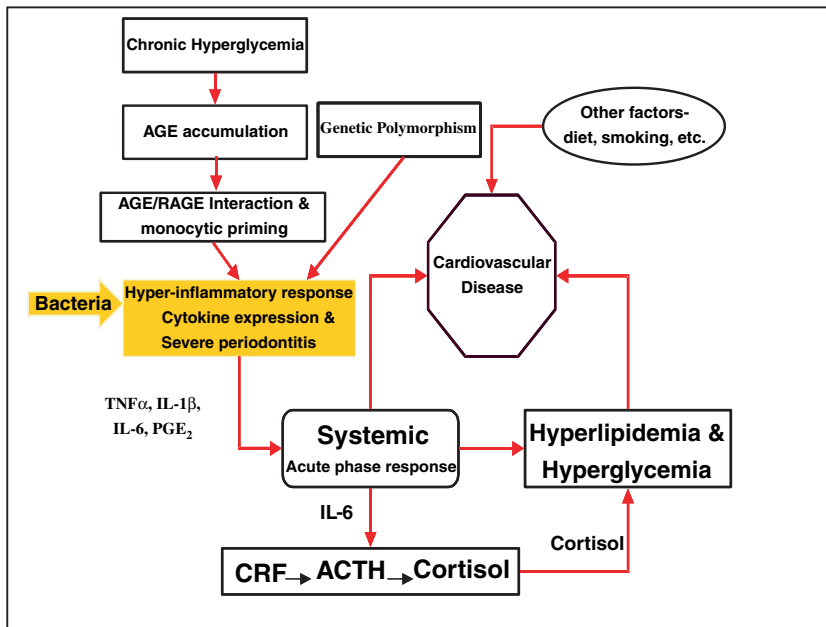 Chronic Hyperglycemia
AGE accumulation
Genetic Polymorphism
Other factors-
diet, smoking, etc.
AGE/RAGE Interaction &
monocytic priming
Cardiovascular
Disease
Bacteria
Hyper-inflammatory response
Cytokine expression &
Severe periodontitis
TNFα, IL-1β,
IL-6, PGE₂
Systemic
Acute phase response
Hyperlipidemia &
Hyperglycemia
IL-6
Cortisol
CRF→ACTH→Cortisol